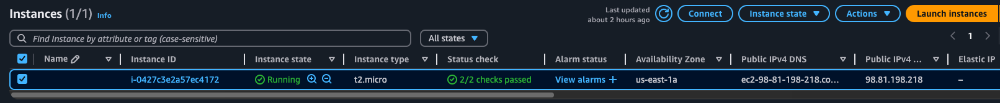 Instances (1/1) Info
Last updated
about 2 hours ago
Connect
Instance state
Actions
Launch instances
Find Instance by attribute or tag (case-sensitive)
All states
1
Name Instance ID Instance state Instance type Status check Alarm status Availability Zone Public IPv4 DNS Public IPv4 ... Elastic IP
i-0427c3e2a57ec4172 Running t2.micro 2/2 checks passed View alarms + us-east-1a ec2-98-81-198-218.co... 98.81.198.218 –